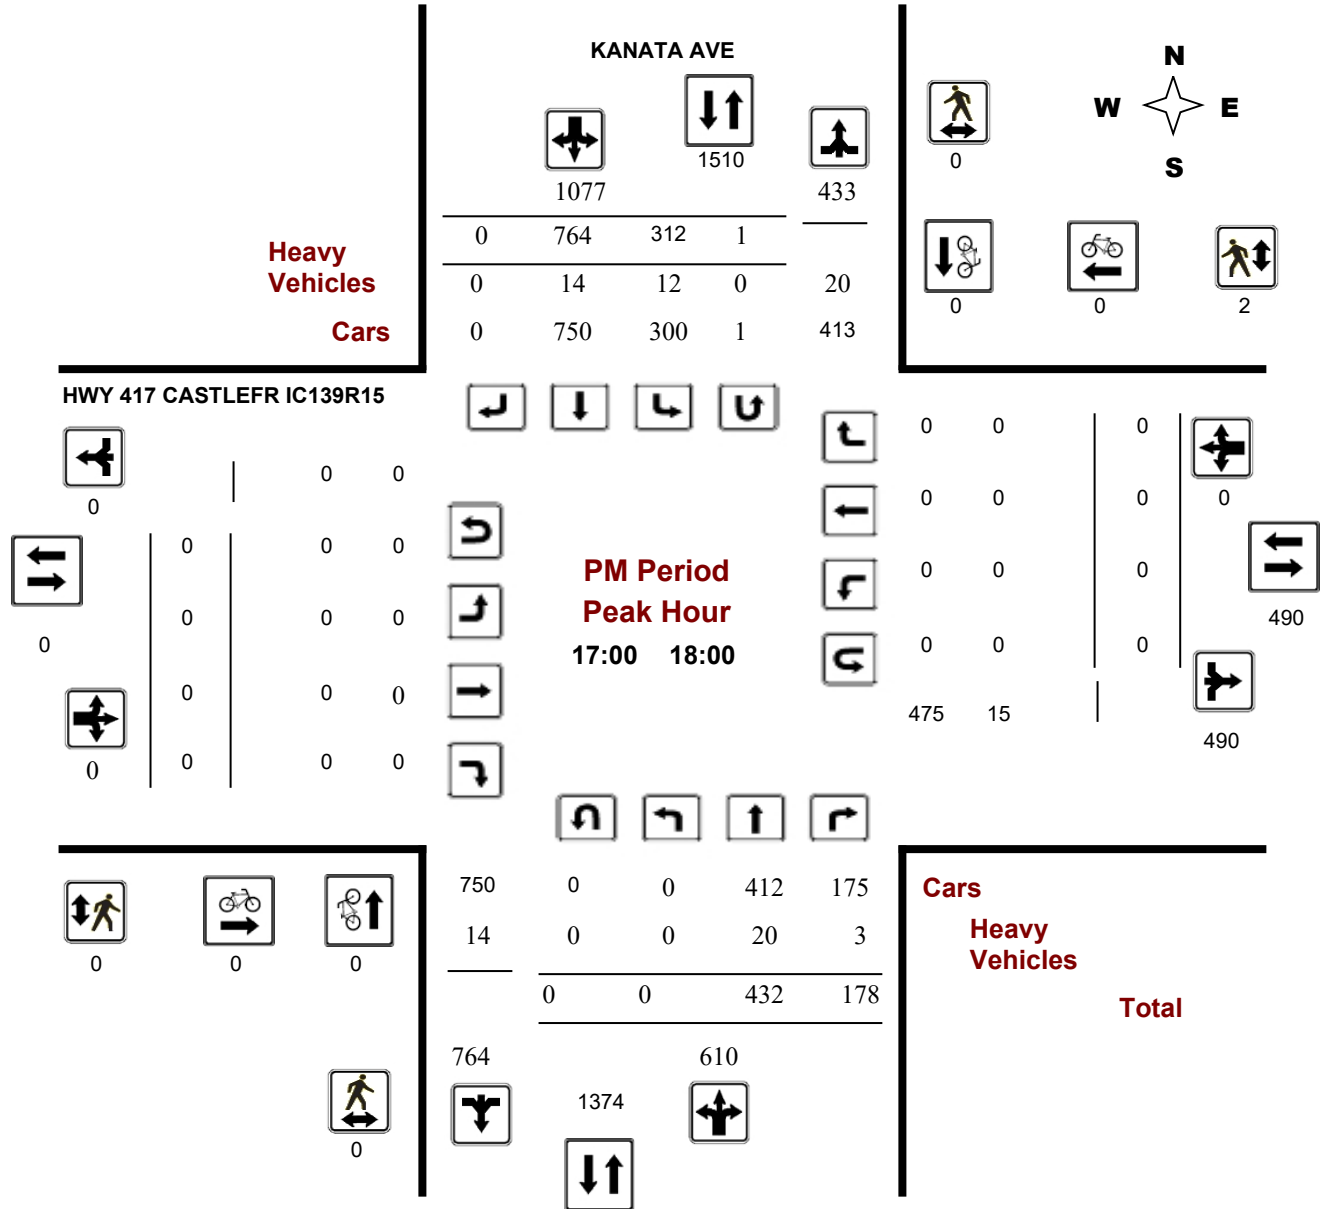 KANATA AVE
N
W E
S
1510
0
1077 433
0 764 312 1
Heavy
Vehicles 0 14 12 0 20
0 0 2
Cars 0 750 300 1 413
HWY 417 CASTLEFR IC139R15
0 0 0
0 0
0 0 0 0 0
0 0 0
PM Period
0 0 0
Peak Hour
0 0 0
490
0
17:00 18:00
0 0 0
0 0 0
475 15
490
0 0 0 0
750 0 0 412 175
Cars
14 0 0 20 3
Heavy
Vehicles
0 0 0
0 0 432 178
Total
764 610
1374
0